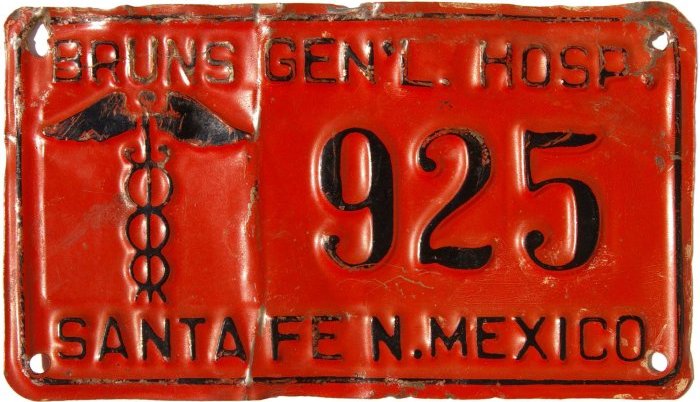 BRUNS GEN'L. HOSP.
925
SANTA FE N.MEXICO